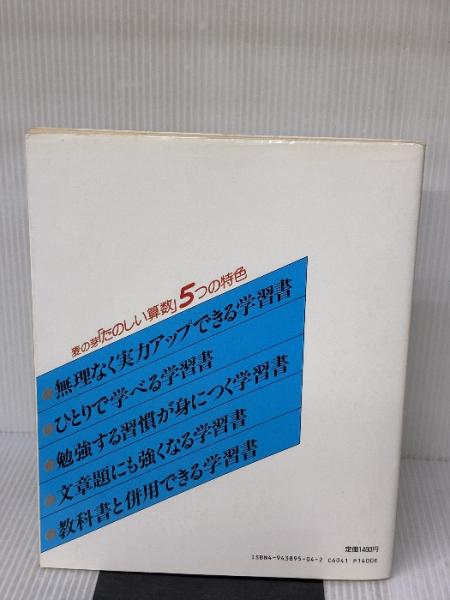 麦の芽「たのしい算数」5つの特色
無理なく実力アップできる学習書
ひとりで学べる学習書
勉強する習慣が身につく学習書
文章題にも強くなる学習書
教科書と併用できる学習書
定価1400円
ISBN4-943895-04-2 C6041 P1400E